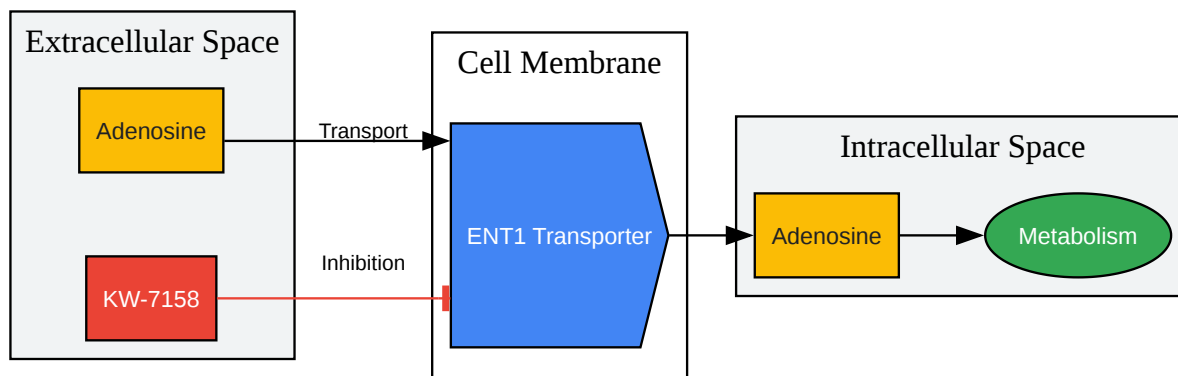 Extracellular Space
Adenosine
KW-7158
Transport
Inhibition
Cell Membrane
ENT1 Transporter
Intracellular Space
Adenosine
Metabolism